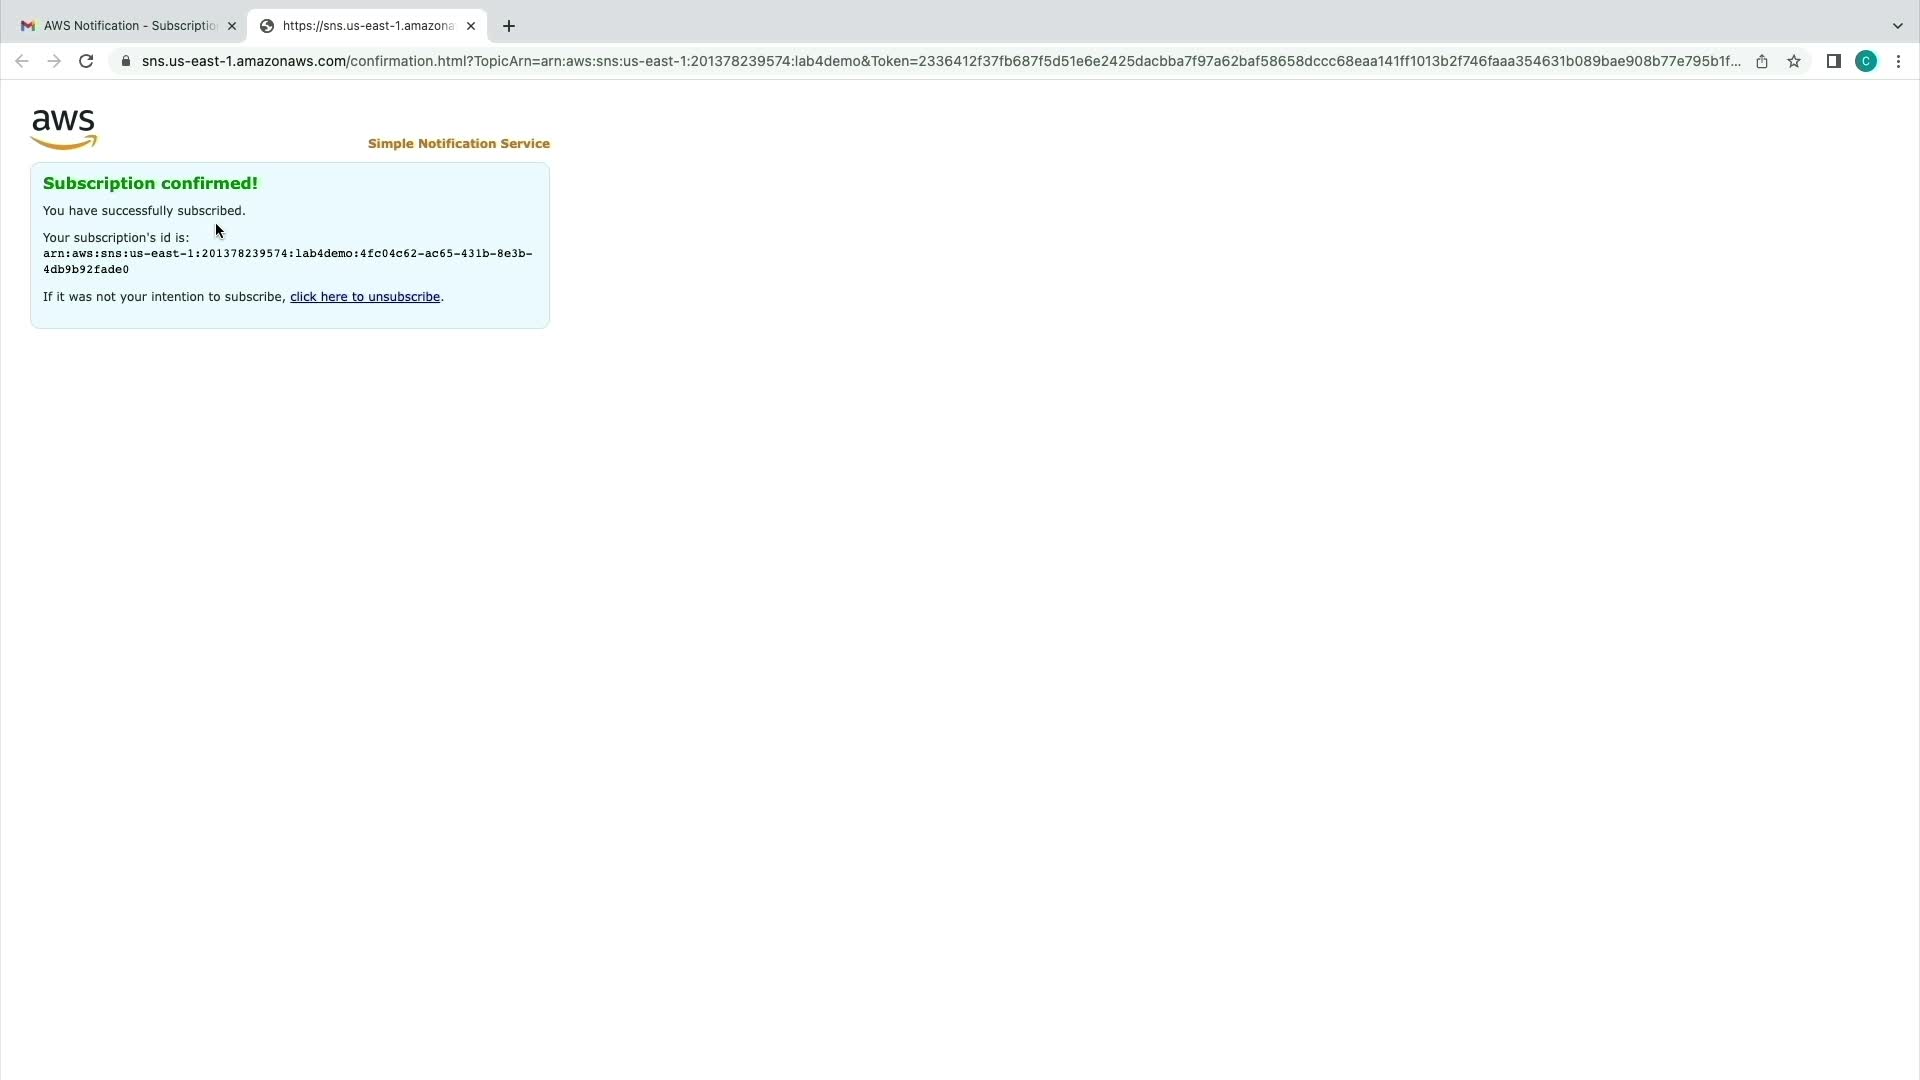 AWS Notification - Subscriptio
https://sns.us-east-1.amazona
sns.us-east-1.amazonaws.com/confirmation.html?TopicArn=arn:aws:sns:us-east-1:201378239574:lab4demo&Token=2336412f37fb687f5d51e6e2425dacbba7f97a62baf58658dccc68eaa141ff1013b2f746faaa354631b089bae908b77e795b1f...
C
aws
Simple Notification Service
Subscription confirmed!
You have successfully subscribed.
Your subscription's id is:
arn:aws:sns:us-east-1:201378239574:lab4demo:4fc04c62-ac65-431b-8e3b-
4db9b92fade0
If it was not your intention to subscribe, click here to unsubscribe.